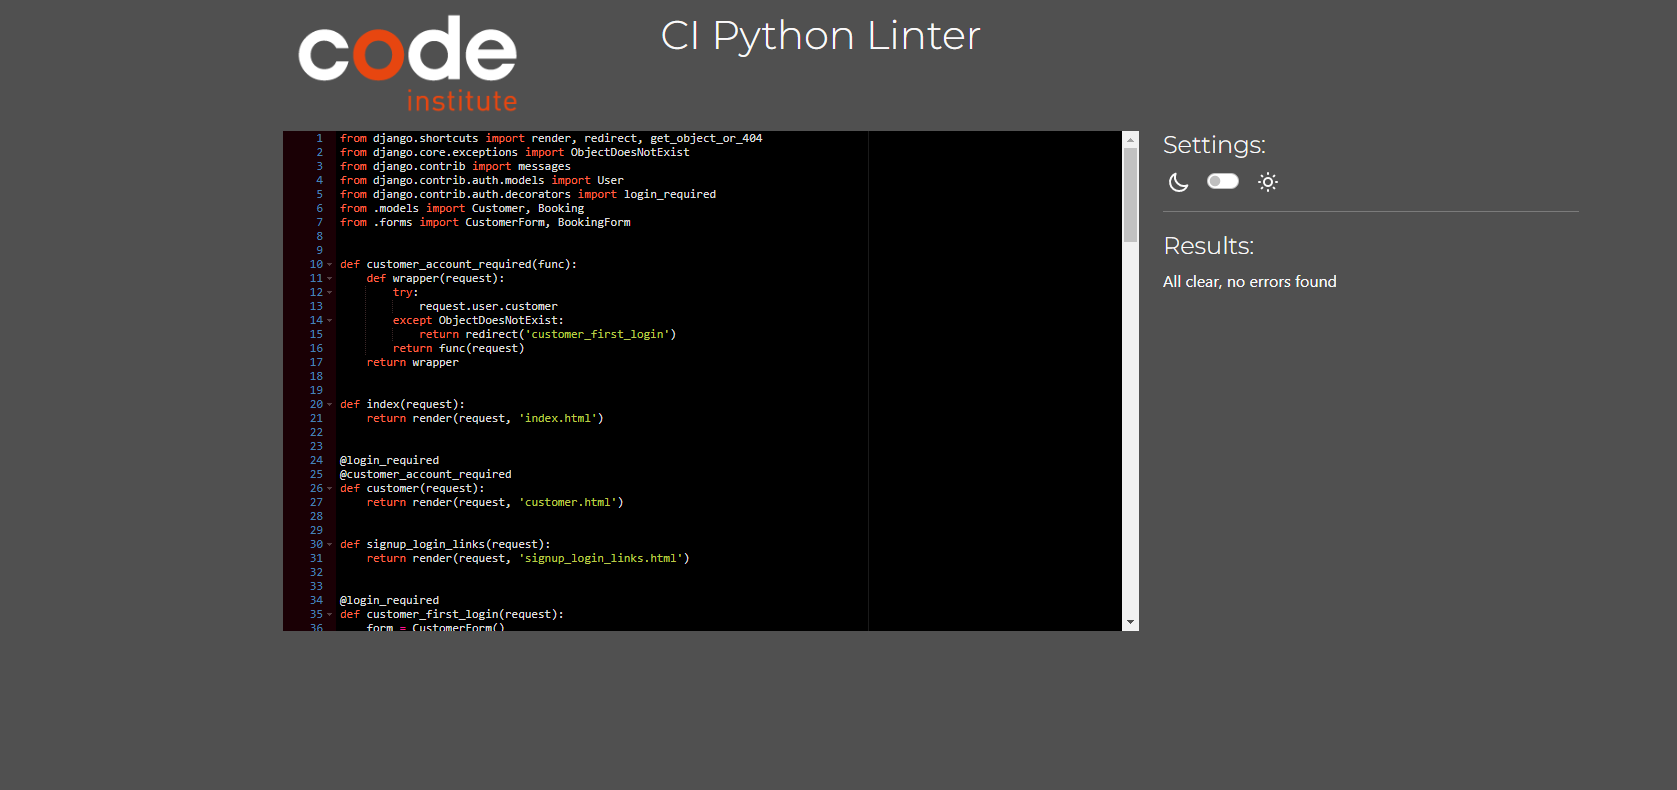 code
institute
CI Python Linter
1 from django.shortcuts import render, redirect, get_object_or_404
2 from django.core.exceptions import ObjectDoesNotExist
3 from django.contrib import messages
4 from django.contrib.auth.models import User
5 from django.contrib.auth.decorators import login_required
6 from .models import Customer, Booking
7 from .forms import CustomerForm, BookingForm
8
9
10 def customer_account_required(func):
11     def wrapper(request):
12         try:
13             request.user.customer
14         except ObjectDoesNotExist:
15             return redirect('customer_first_login')
16         return func(request)
17     return wrapper
18
19
20 def index(request):
21     return render(request, 'index.html')
22
23
24 @login_required
25 @customer_account_required
26 def customer(request):
27     return render(request, 'customer.html')
28
29
30 def signup_login_links(request):
31     return render(request, 'signup_login_links.html')
32
33
34 @login_required
35 def customer_first_login(request):
36     form = CustomerForm()
Settings:
Results:
All clear, no errors found